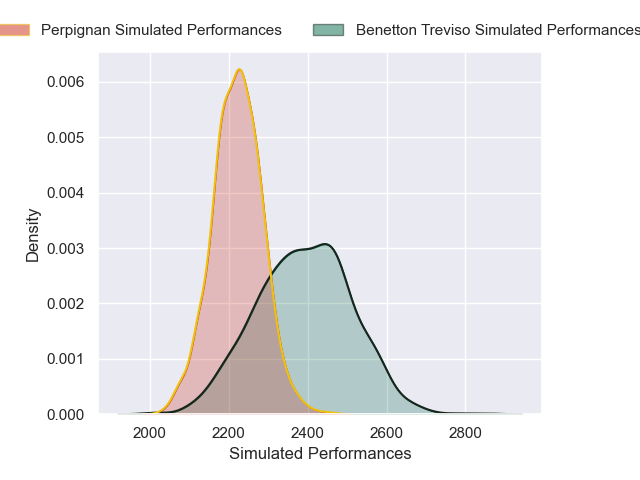 Perpignan Simulated Performances
Benetton Treviso Simulated Performances
0.006
0.005
0.004
0.003
0.002
0.001
0.000
Density
2000 2200 2400 2600 2800
Simulated Performances